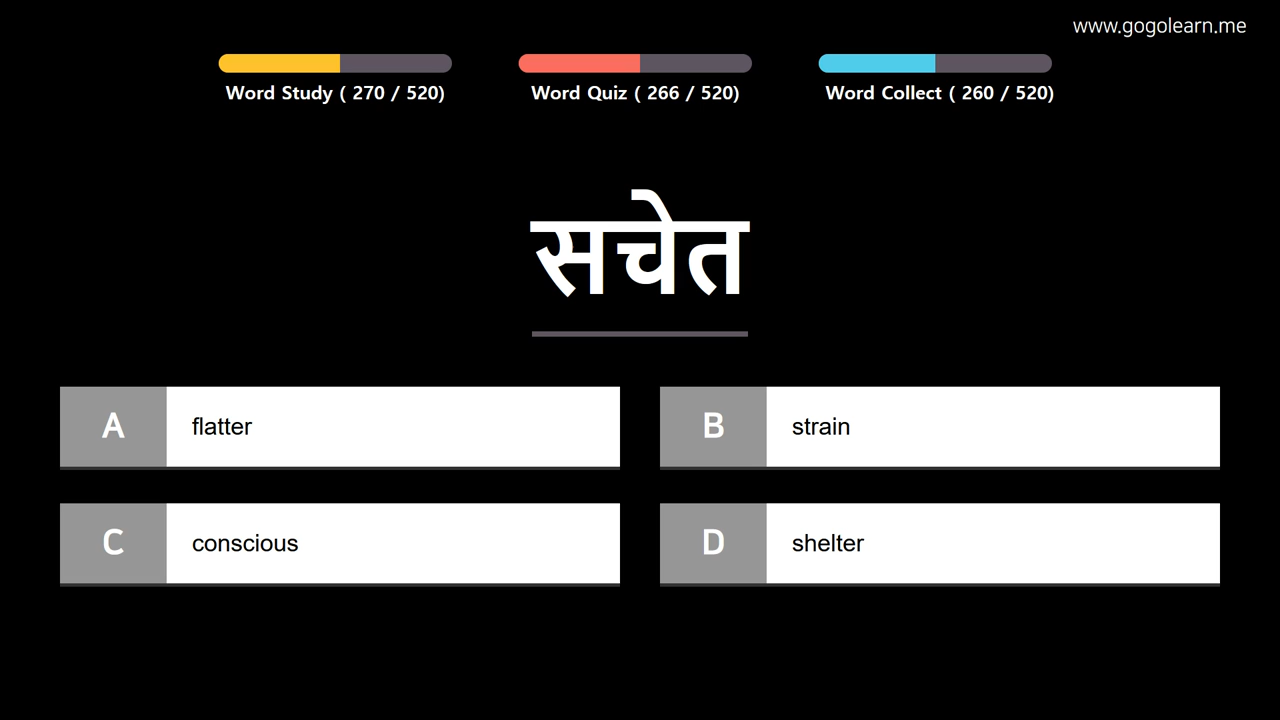 www.gogolearn.me
Word Study ( 270 / 520)
Word Quiz ( 266 / 520)
Word Collect ( 260 / 520)
सचेत
A flatter
B strain
C conscious
D shelter